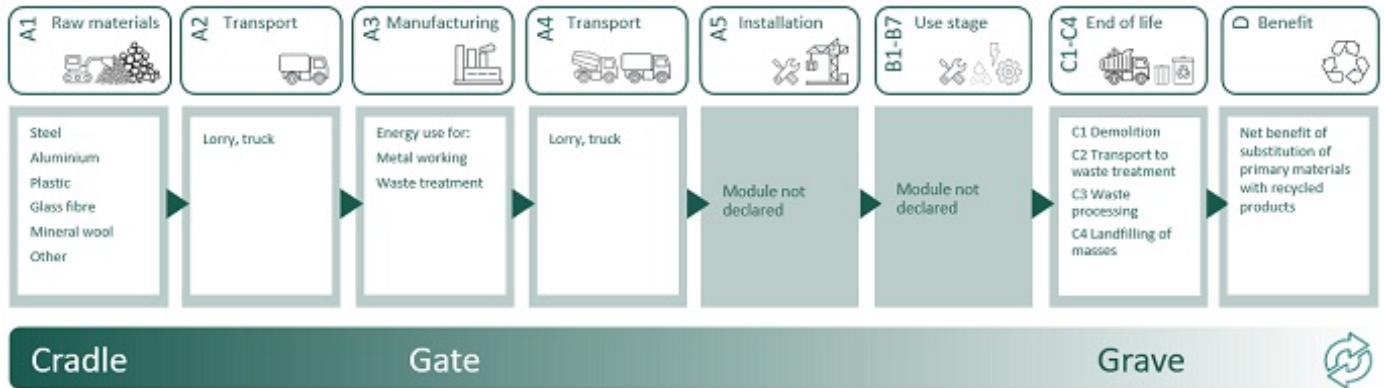 A1 Raw materials
A2 Transport
A3 Manufacturing
A4 Transport
A5 Installation
B1-B7 Use stage
C1-C4 End of life
D Benefit
Steel
Aluminium
Plastic
Glass fibre
Mineral wool
Other
Lorry, truck
Energy use for:
Metal working
Waste treatment
Lorry, truck
Module not
declared
Module not
declared
C1 Demolition
C2 Transport to
waste treatment
C3 Waste
processing
C4 Landfilling of
masses
Net benefit of
substitution of
primary materials
with recycled
products
Cradle
Gate
Grave